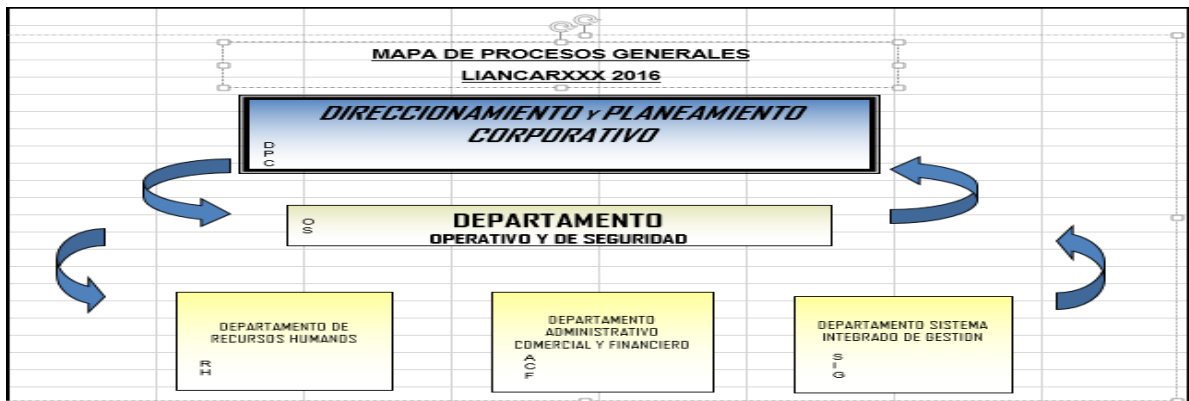 MAPA DE PROCESOS GENERALES
LIANCARXXX 2016
DIRECCIONAMIENTO Y PLANEAMIENTO
CORPORATIVO
D
P
C
DEPARTAMENTO
OPERATIVO Y DE SEGURIDAD
O
S
DEPARTAMENTO DE
RECURSOS HUMANOS
R
H
DEPARTAMENTO
ADMINISTRATIVO
COMERCIAL Y FINANCIERO
A
C
F
DEPARTAMENTO SISTEMA
INTEGRADO DE GESTION
S
I
G